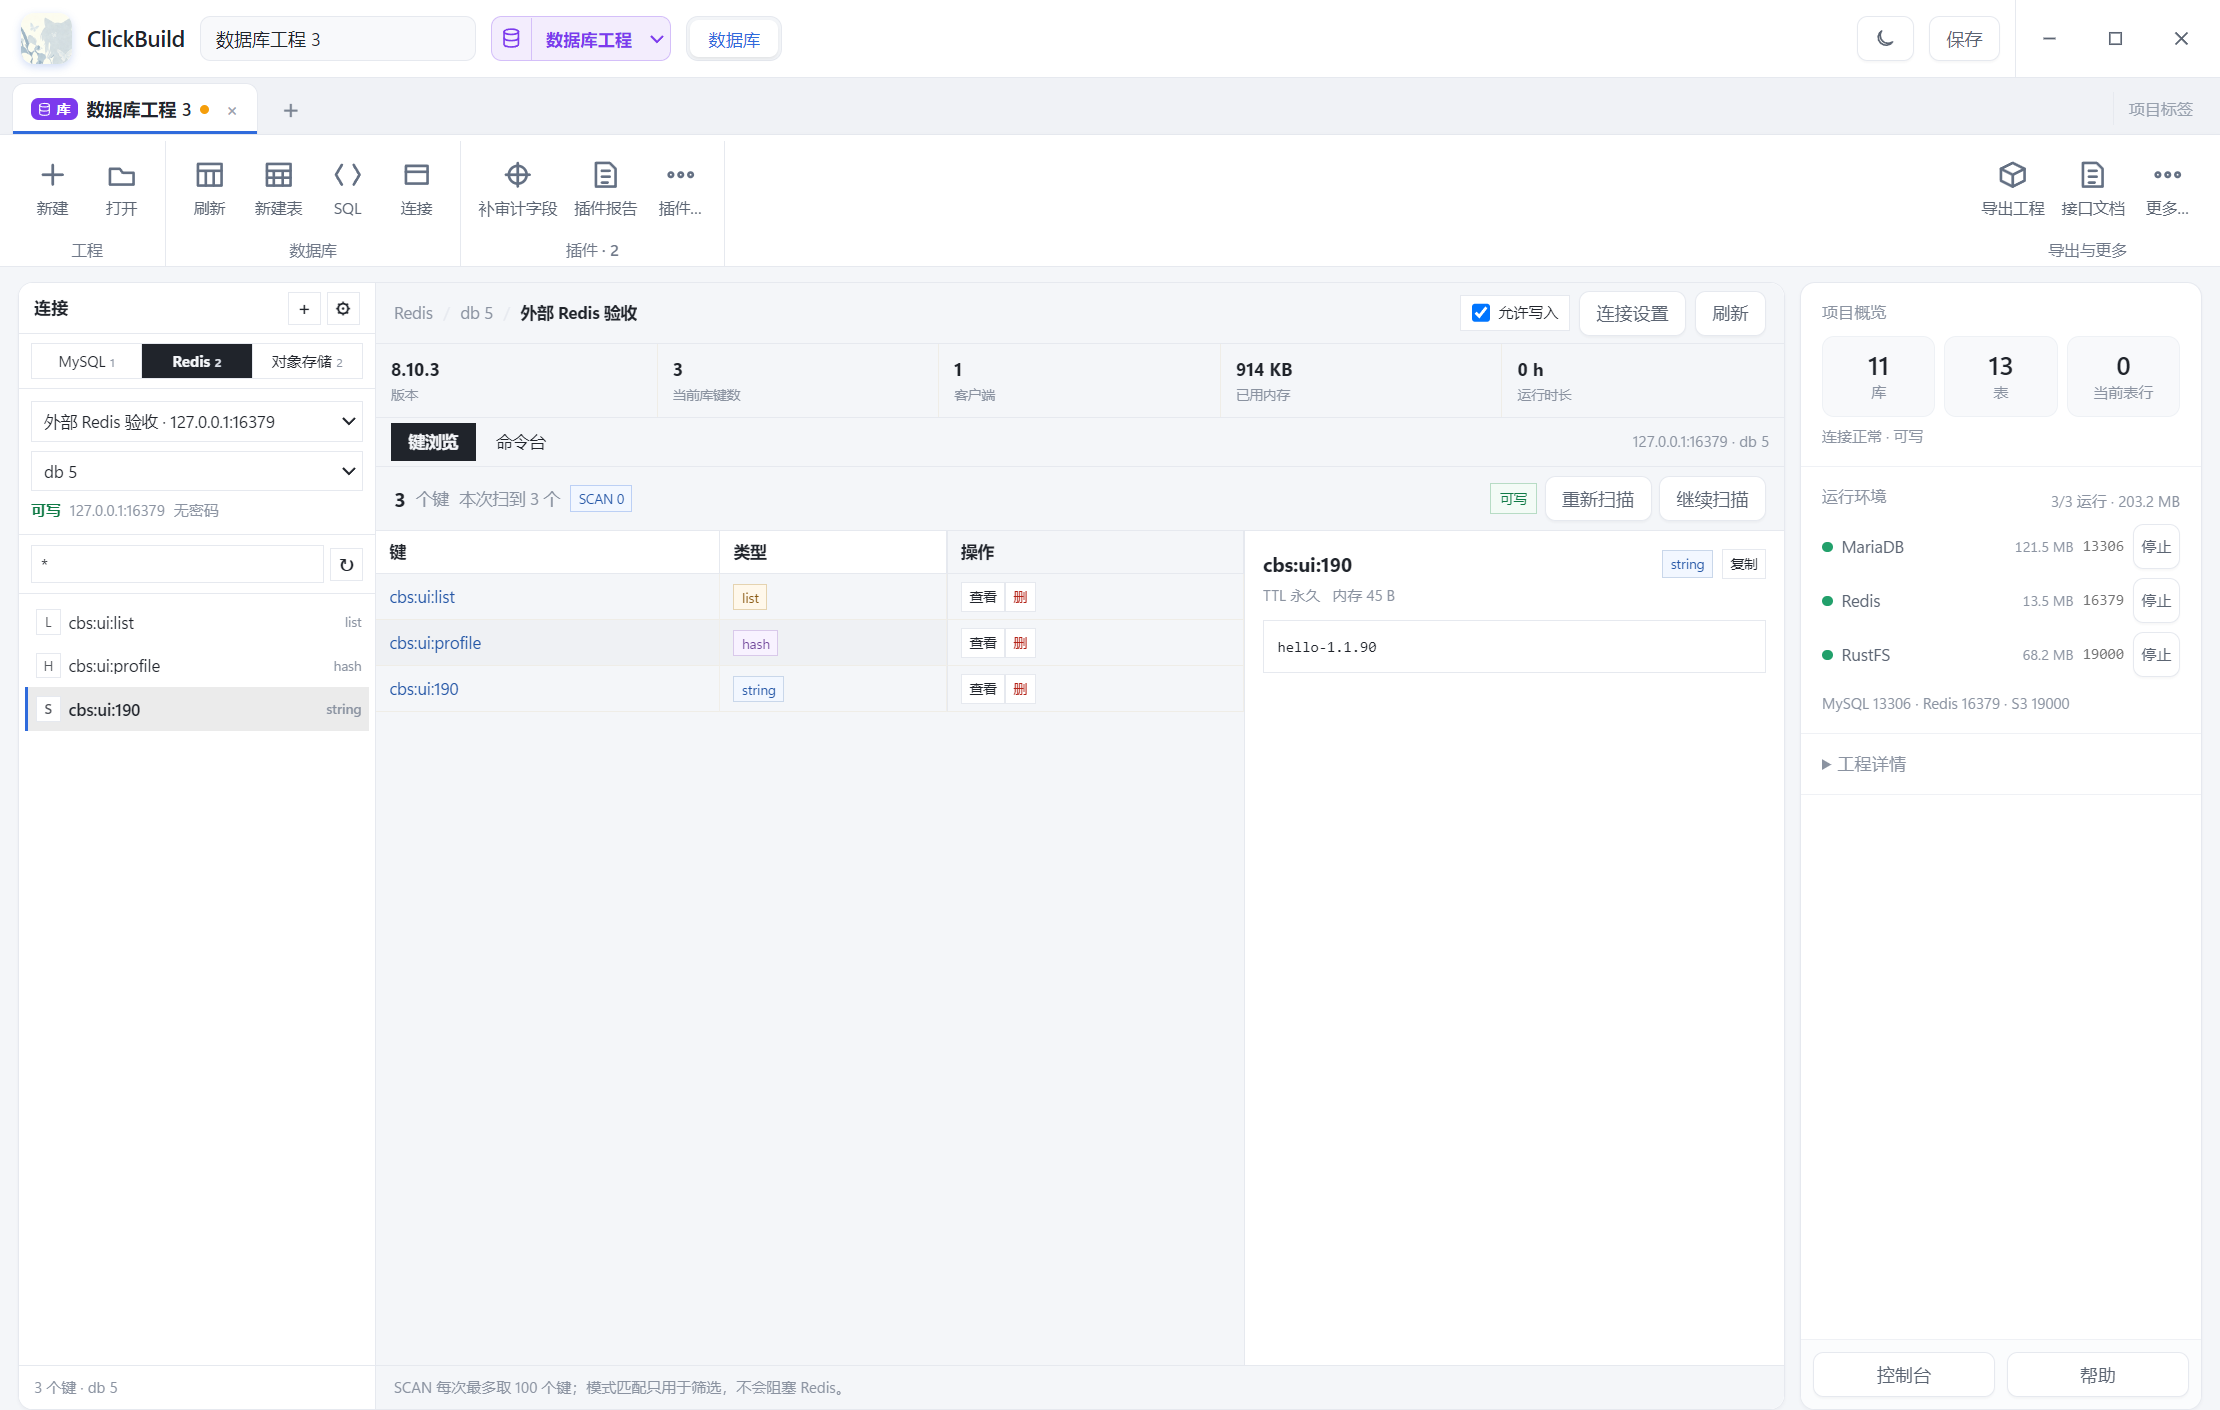 ClickBuild
数据库工程 3
数据库工程
数据库
保存
库 数据库工程 3
项目标签
新建
打开
工程
刷新
新建表
SQL
连接
数据库
补审计字段
插件报告
插件...
插件 · 2
导出工程
接口文档
更多...
导出与更多
连接
MySQL 1
Redis 2
对象存储 2
外部 Redis 验收 · 127.0.0.1:16379
db 5
可写 127.0.0.1:16379 无密码
*
L cbs:ui:list list
H cbs:ui:profile hash
S cbs:ui:190 string
3 个键 · db 5
Redis / db 5 / 外部 Redis 验收
允许写入
连接设置
刷新
8.10.3
版本
3
当前库键数
1
客户端
914 KB
已用内存
0 h
运行时长
键浏览
命令台
127.0.0.1:16379 · db 5
3 个键 本次扫到 3 个 SCAN 0
可写
重新扫描
继续扫描
键 类型 操作
cbs:ui:list list 查看 删
cbs:ui:profile hash 查看 删
cbs:ui:190 string 查看 删
cbs:ui:190
string
复制
TTL 永久 内存 45 B
hello-1.1.90
SCAN 每次最多取 100 个键；模式匹配只用于筛选，不会阻塞 Redis。
项目概览
11
库
13
表
0
当前表行
连接正常 · 可写
运行环境
3/3 运行 · 203.2 MB
MariaDB 121.5 MB 13306 停止
Redis 13.5 MB 16379 停止
RustFS 68.2 MB 19000 停止
MySQL 13306 · Redis 16379 · S3 19000
工程详情
控制台
帮助